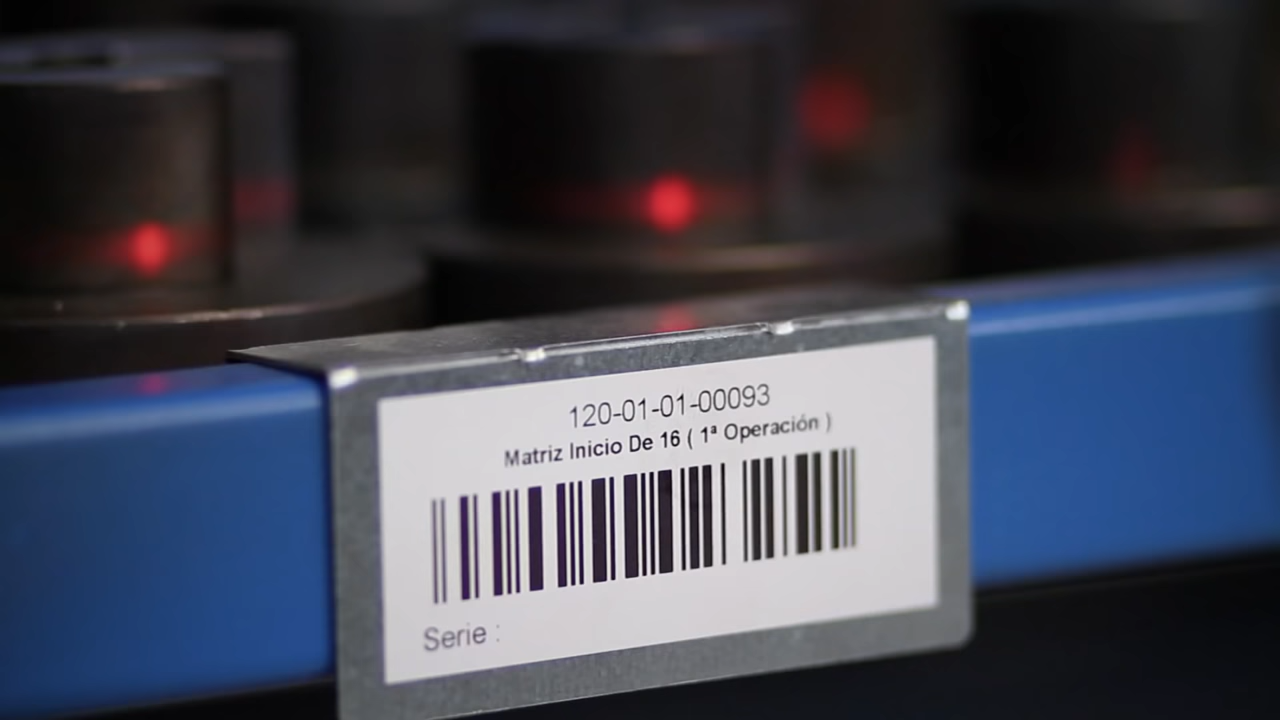 120-01-01-00093
Matriz Inicio De 16 ( 1ª Operación )
Serie :